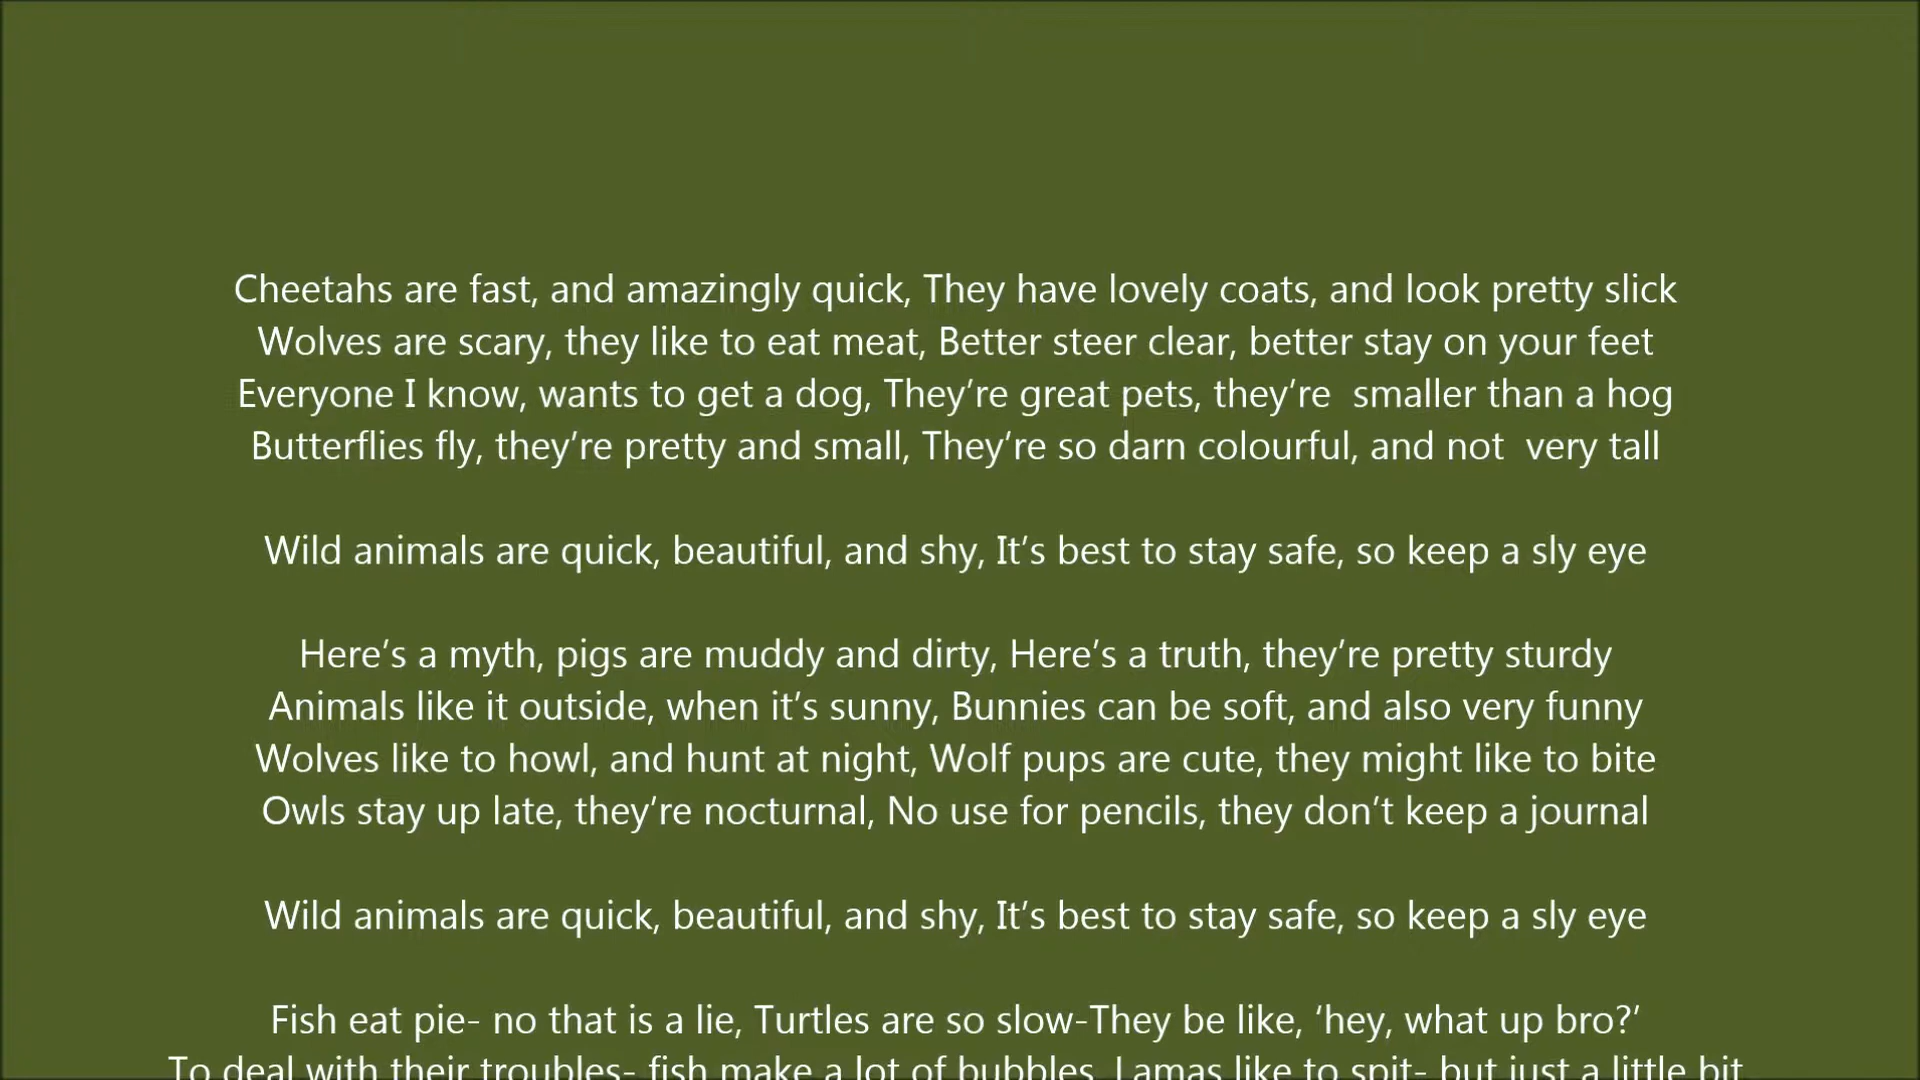 Cheetahs are fast, and amazingly quick, They have lovely coats, and look pretty slick
Wolves are scary, they like to eat meat, Better steer clear, better stay on your feet
Everyone I know, wants to get a dog, They’re great pets, they’re  smaller than a hog
Butterflies fly, they’re pretty and small, They’re so darn colourful, and not  very tall
Wild animals are quick, beautiful, and shy, It’s best to stay safe, so keep a sly eye
Here’s a myth, pigs are muddy and dirty, Here’s a truth, they’re pretty sturdy
Animals like it outside, when it’s sunny, Bunnies can be soft, and also very funny
Wolves like to howl, and hunt at night, Wolf pups are cute, they might like to bite
Owls stay up late, they’re nocturnal, No use for pencils, they don’t keep a journal
Wild animals are quick, beautiful, and shy, It’s best to stay safe, so keep a sly eye
Fish eat pie- no that is a lie, Turtles are so slow-They be like, ‘hey, what up bro?’
To deal with their troubles- fish make a lot of bubbles, Lamas like to spit- but just a little bit